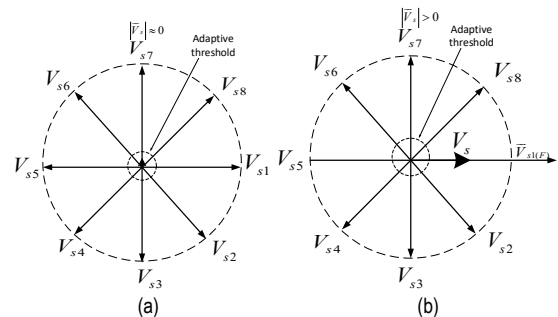 |V̅s| ≈ 0
Adaptive
threshold
Vs7
Vs6
Vs8
Vs5
Vs1
Vs4
Vs2
Vs3
(a)
|V̅s| > 0
Adaptive
threshold
Vs7
Vs6
Vs8
Vs
Vs5
V̅s1(F)
Vs4
Vs2
Vs3
(b)